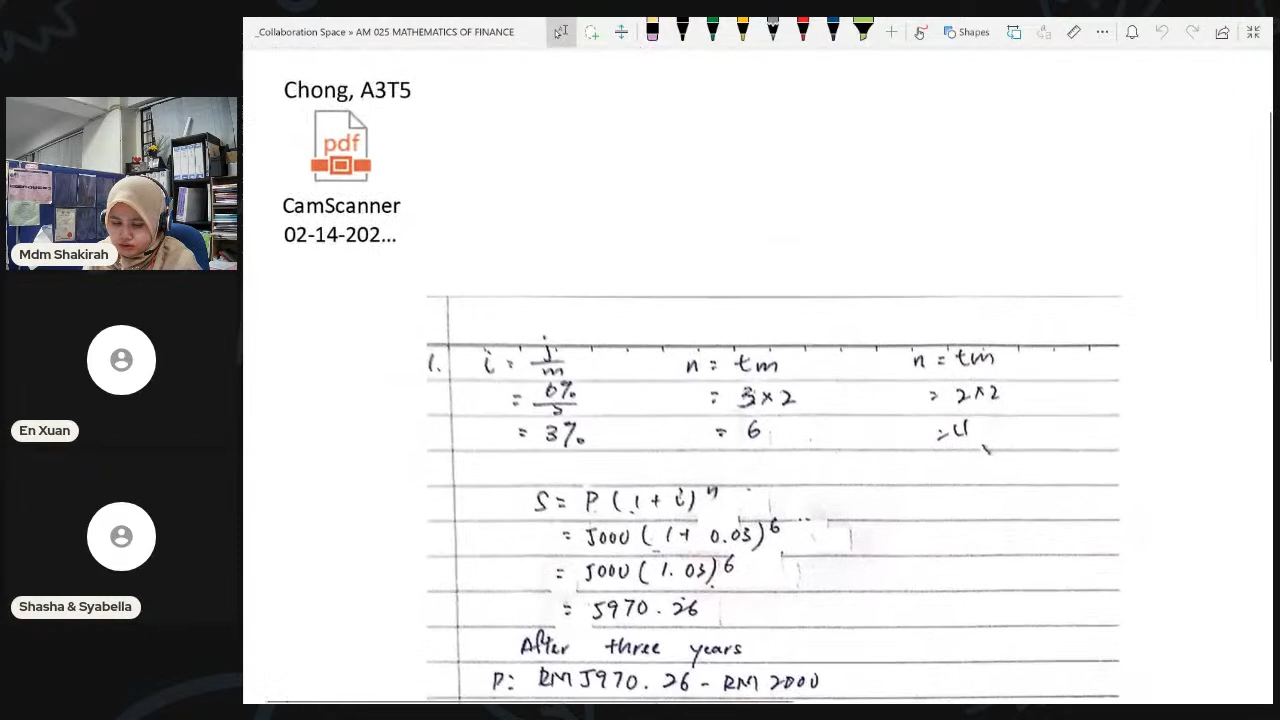 _Collaboration Space » AM 025 MATHEMATICS OF FINANCE
Shapes
Chong, A3T5
pdf
CamScanner
02-14-202...
Mdm Shakirah
En Xuan
Shasha & Syabella
1. i = j/m n = tm n = tm
= 6%/2 = 3×2 = 2×2
= 3% = 6 = 4
S = P(1+i)^n
= 5000(1+0.03)^6
= 5000(1.03)^6
= 5970.26
After three years
P: RM5970.26 - RM2000